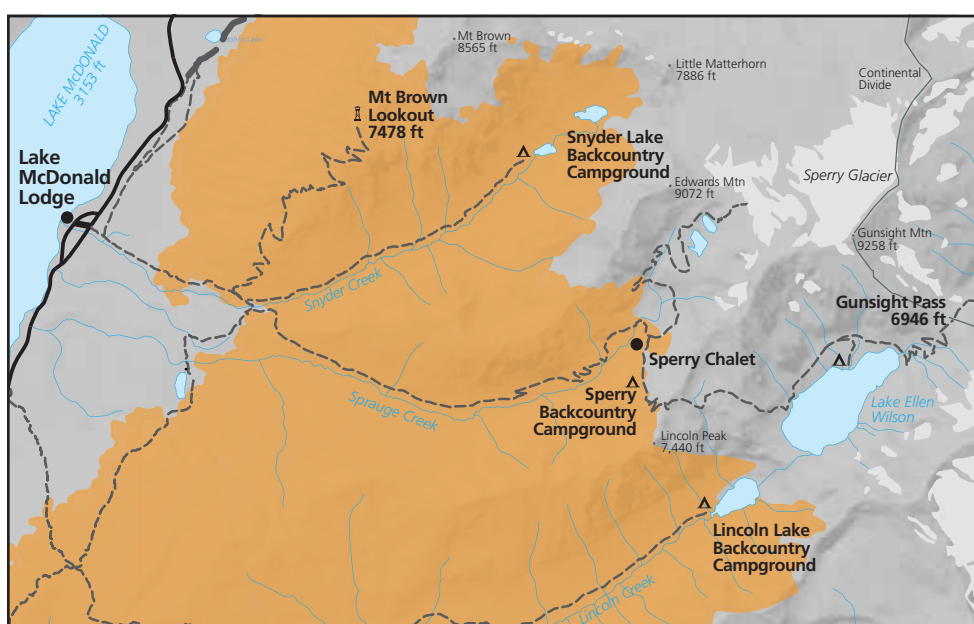 Mt Brown
8565 ft
Little Matterhorn
7886 ft
Continental
Divide
LAKE McDONALD
3153 ft
Mt Brown
Lookout
7478 ft
Snyder Lake
Backcountry
Campground
Lake
McDonald
Lodge
Sperry Glacier
Edwards Mtn
9072 ft
Gunsight Mtn
9258 ft
Snyder Creek
Gunsight Pass
6946 ft
Sperry Chalet
Sprauge Creek
Sperry
Backcountry
Campground
Lake Ellen
Wilson
Lincoln Peak
7,440 ft
Lincoln Lake
Backcountry
Campground
Lincoln Creek